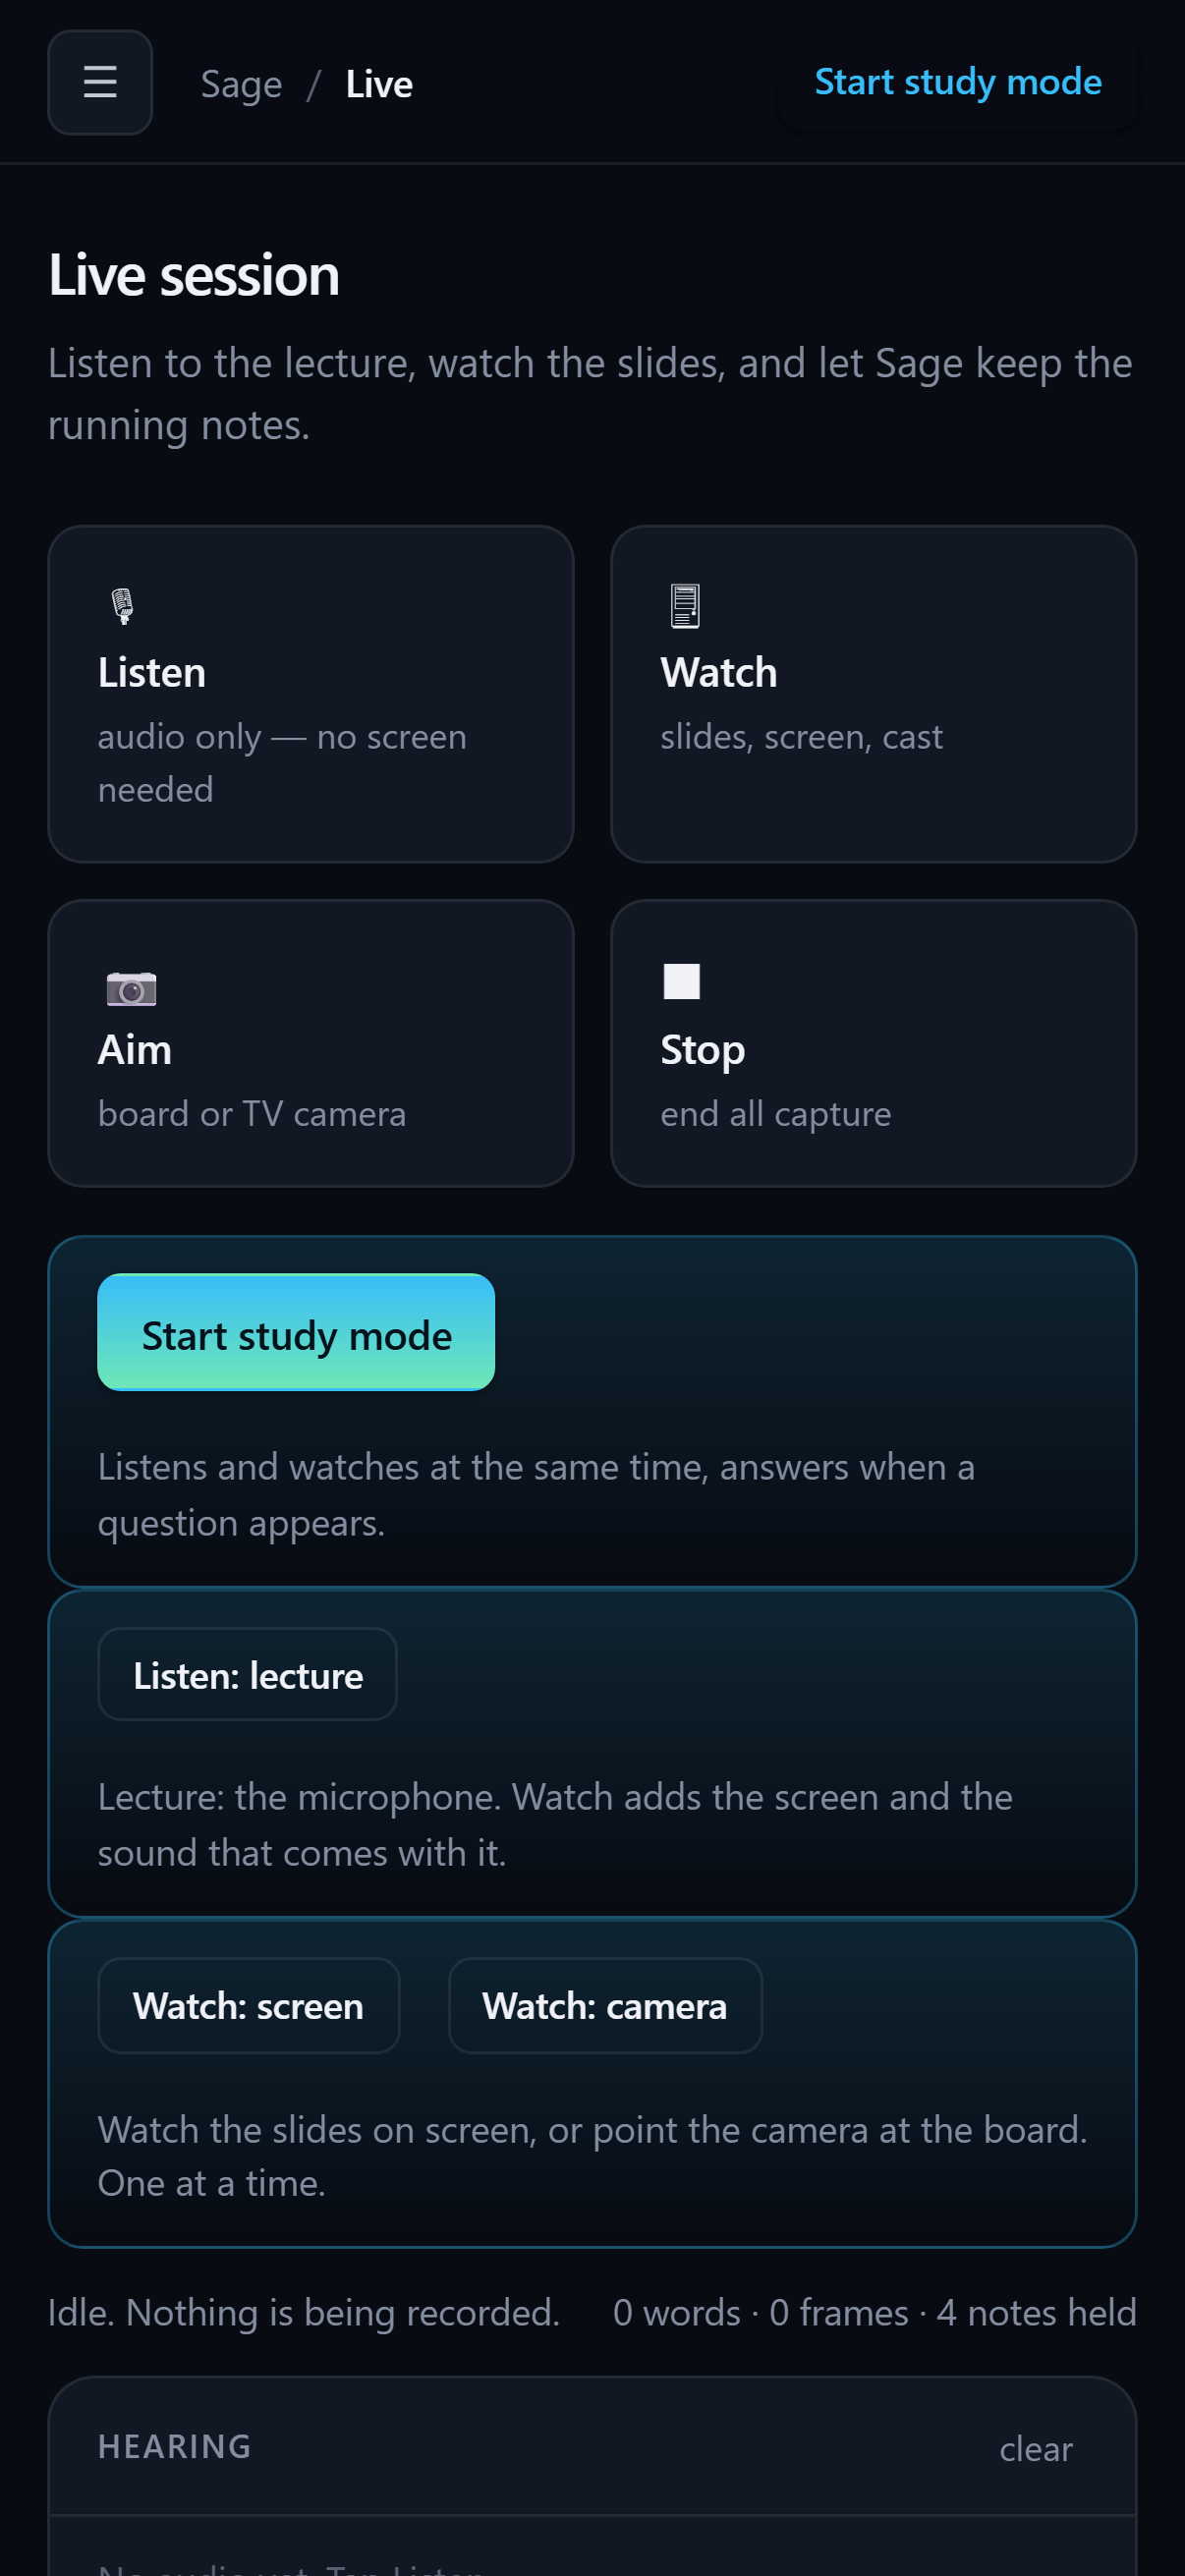 Sage / Live
Start study mode
Live session
Listen to the lecture, watch the slides, and let Sage keep the
running notes.
Listen
audio only — no screen
needed
Watch
slides, screen, cast
Aim
board or TV camera
Stop
end all capture
Start study mode
Listens and watches at the same time, answers when a
question appears.
Listen: lecture
Lecture: the microphone. Watch adds the screen and the
sound that comes with it.
Watch: screen
Watch: camera
Watch the slides on screen, or point the camera at the board.
One at a time.
Idle. Nothing is being recorded.
0 words · 0 frames · 4 notes held
HEARING
clear
No audio yet. Tap Listen